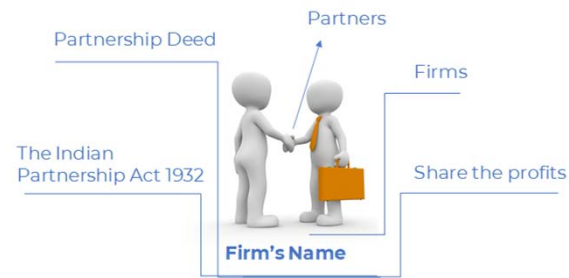 Partners
Partnership Deed
Firms
The Indian
Partnership Act 1932
Share the profits
Firm's Name